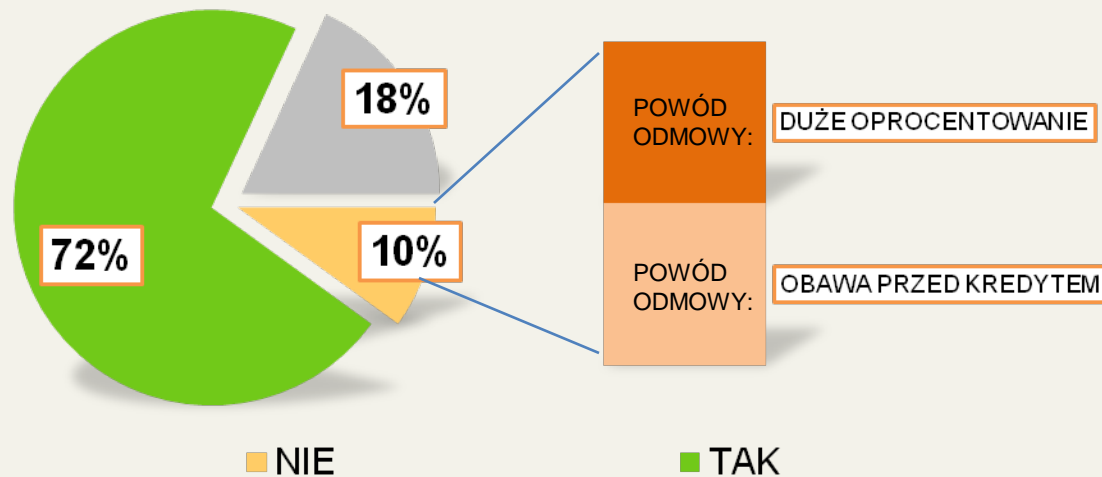 18%
72%
10%
POWÓD
ODMOWY:
DUŻE OPROCENTOWANIE
POWÓD
ODMOWY:
OBAWA PRZED KREDYTEM
NIE
TAK